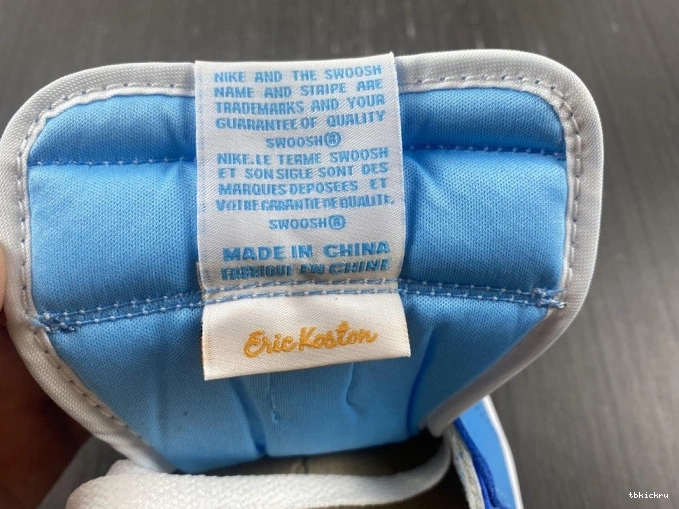 NIKE AND THE SWOOSH
NAME AND STRIPE ARE
TRADEMARKS AND YOUR
GUARANTEE OF QUALITY
SWOOSH®
NIKE.LE TERME SWOOSH
ET SON SIGLE SONT DES
MARQUES DEPOSEES ET
VOTRE GARANTIE DE QUALITE.
SWOOSH®
MADE IN CHINA
FABRIQUE EN CHINE
Eric Koston
tbkickru